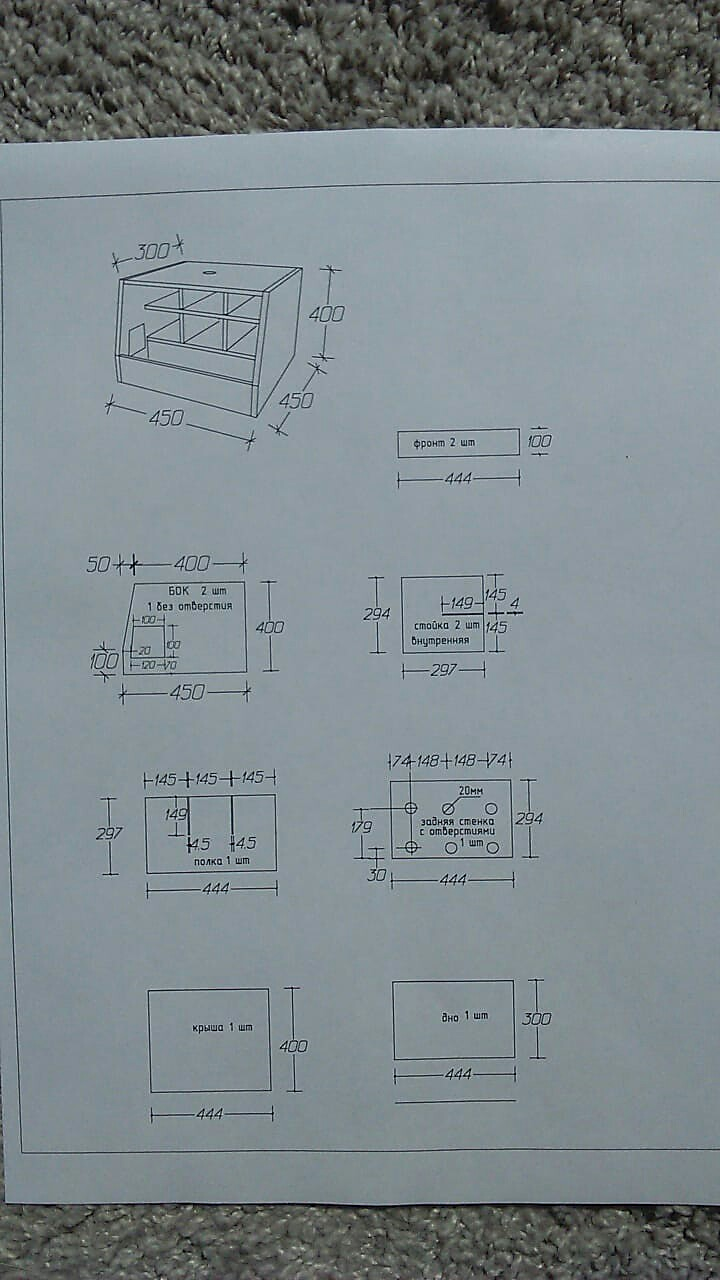 300
400
450
450
фронт 2 шт
100
444
50
400
БОК 2 шт
1 без отверстия
100
100
20
120
70
100
400
450
294
149
145
4
стойка 2 шт
145
внутренняя
297
145 145 145
297
149
4.5
4.5
полка 1 шт
444
74 148 148 74
20мм
179
задняя стенка
с отверстиями
1 шт
294
30
444
крыша 1 шт
400
444
дно 1 шт
300
444